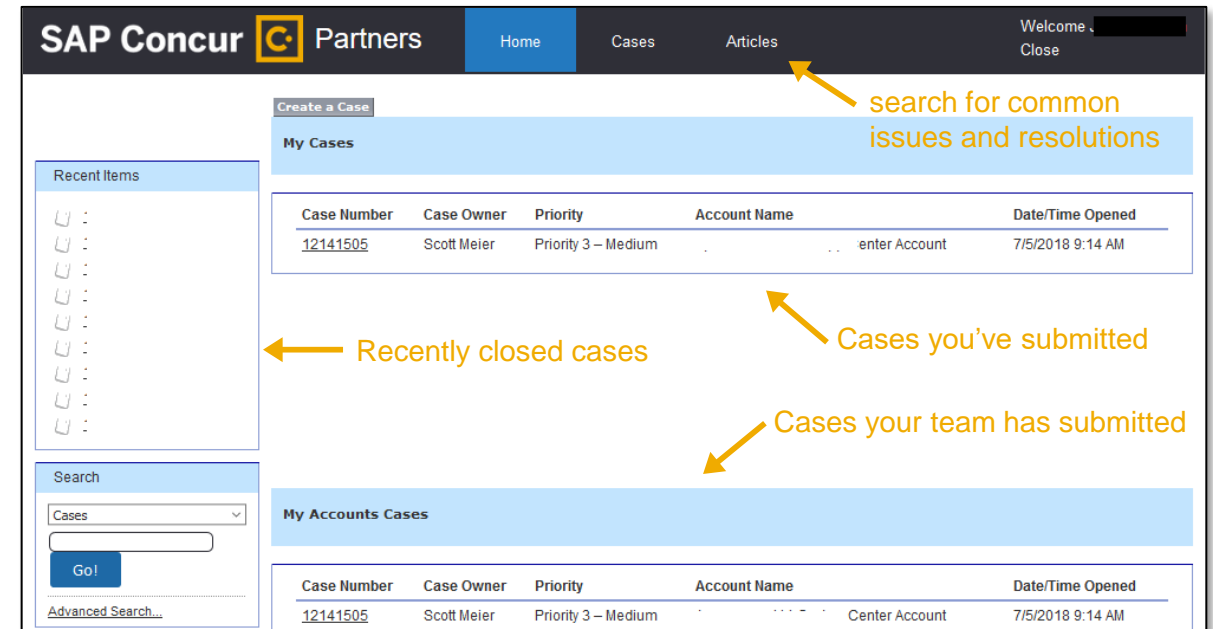 SAP Concur C Partners
Home
Cases
Articles
Welcome
Close
search for common
issues and resolutions
Create a Case
My Cases
Recent Items
Case Number Case Owner Priority Account Name Date/Time Opened
12141505 Scott Meier Priority 3 – Medium enter Account 7/5/2018 9:14 AM
Cases you've submitted
Recently closed cases
Cases your team has submitted
Search
Cases
Go!
Advanced Search...
My Accounts Cases
Case Number Case Owner Priority Account Name Date/Time Opened
12141505 Scott Meier Priority 3 – Medium Center Account 7/5/2018 9:14 AM